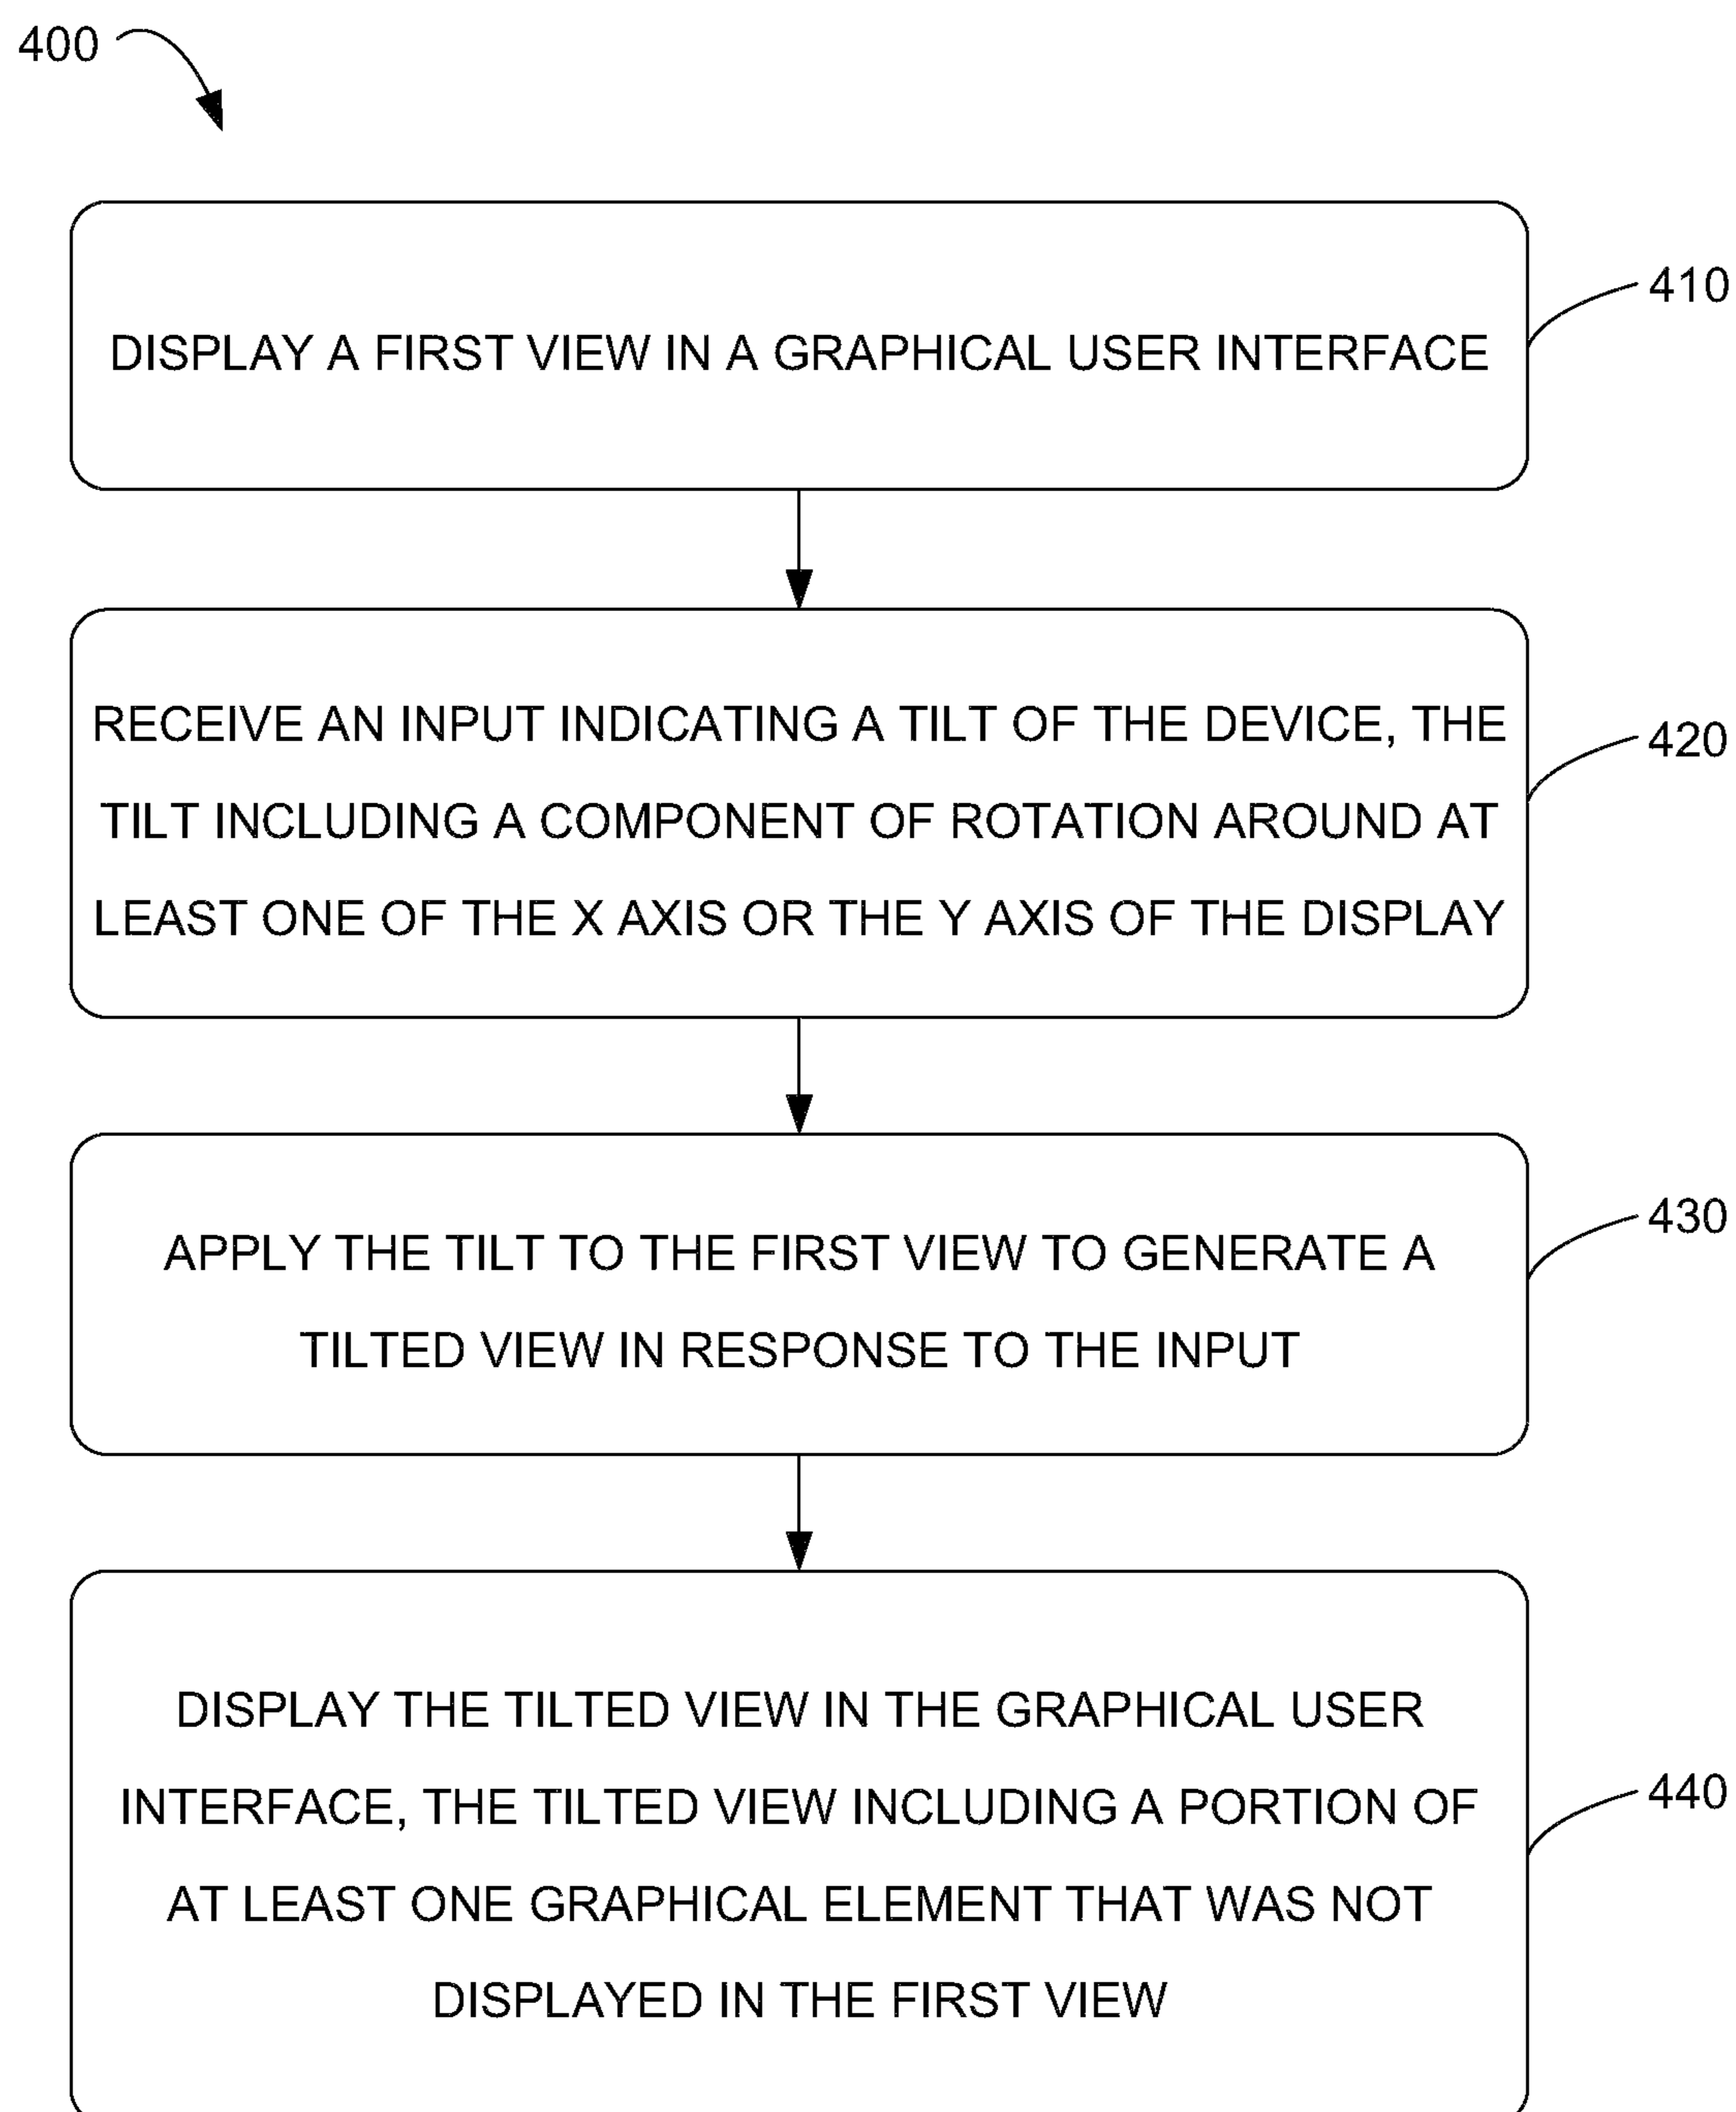 400
DISPLAY A FIRST VIEW IN A GRAPHICAL USER INTERFACE
410
RECEIVE AN INPUT INDICATING A TILT OF THE DEVICE, THE
TILT INCLUDING A COMPONENT OF ROTATION AROUND AT
LEAST ONE OF THE X AXIS OR THE Y AXIS OF THE DISPLAY
420
APPLY THE TILT TO THE FIRST VIEW TO GENERATE A
TILTED VIEW IN RESPONSE TO THE INPUT
430
DISPLAY THE TILTED VIEW IN THE GRAPHICAL USER
INTERFACE, THE TILTED VIEW INCLUDING A PORTION OF
AT LEAST ONE GRAPHICAL ELEMENT THAT WAS NOT
DISPLAYED IN THE FIRST VIEW
440